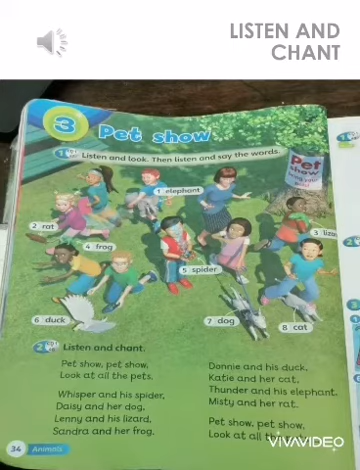 LISTEN AND
CHANT
3
Pet show
1
Listen and look. Then listen and say the words.
Pet
show
1 elephant
2 rat
3
4 frog
5 spider
6 duck
7 dog
8 cat
2
Listen and chant.
Pet show, pet show,
Look at all the pets.
Whisper and his spider,
Daisy and her dog,
Lenny and his lizard,
Sandra and her frog.
Donnie and his duck,
Katie and her cat,
Thunder and his elephant,
Misty and her rat.
Pet show, pet show,
Look at all
34 Animals
VIVAVIDEO